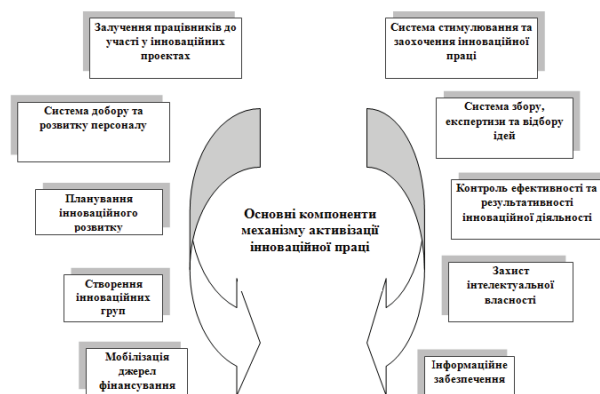 Залучення працівників до
участі у інноваційних
проектах
Система стимулювання та
заохочення інноваційної
праці
Система добору та
розвитку персоналу
Система збору,
експертизи та відбору
ідей
Планування
інноваційного
розвитку
Основні компоненти
механізму активізації
інноваційної праці
Контроль ефективності та
результативності
інноваційної діяльності
Створення
інноваційних
груп
Захист
інтелектуальної
власності
Мобілізація
джерел
фінансування
Інформаційне
забезпечення